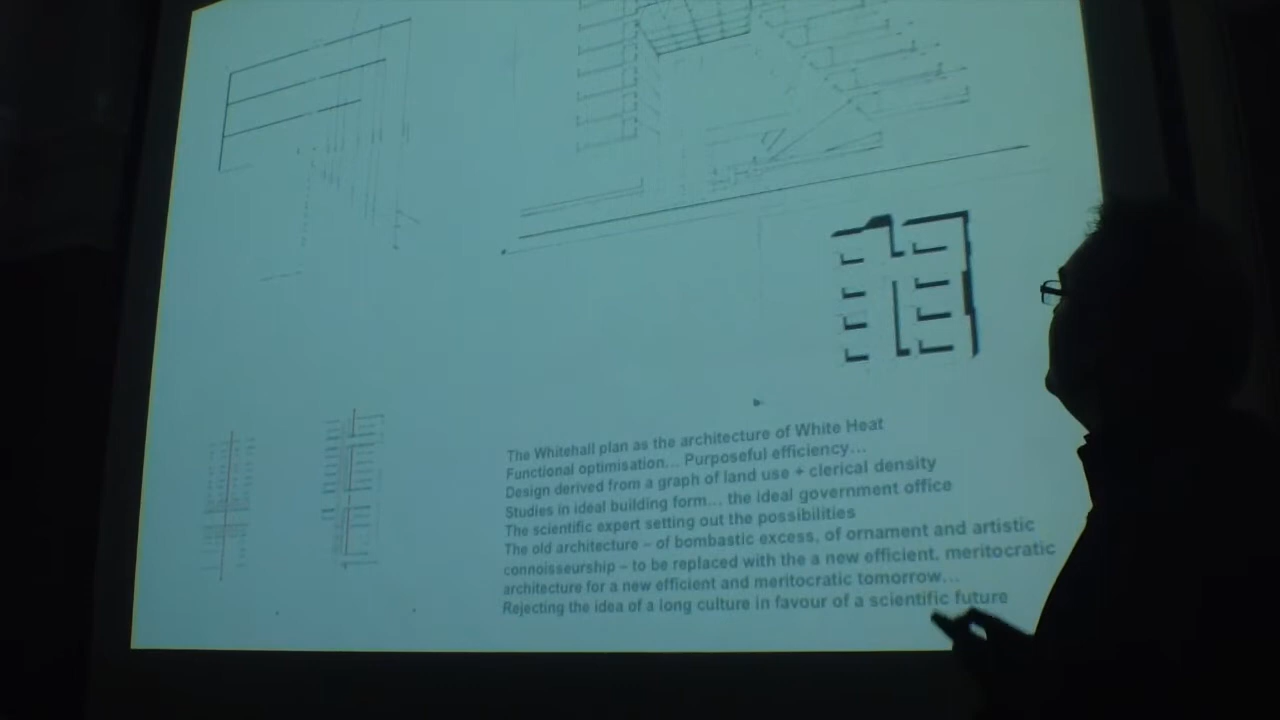 The Whitehall plan as the architecture of White Heat
Functional optimisation... Purposeful efficiency...
Design derived from a graph of land use + clerical density
Studies in ideal building form... the ideal government office
The scientific expert setting out the possibilities
The old architecture – of bombastic excess, of ornament and artistic
connoisseurship – to be replaced with the a new efficient, meritocratic
architecture for a new efficient and meritocratic tomorrow...
Rejecting the idea of a long culture in favour of a scientific future